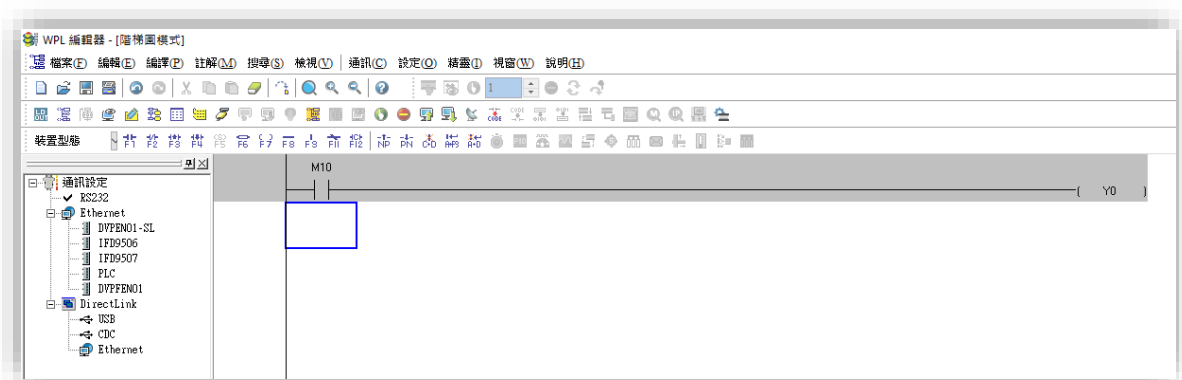 WPL 編輯器 - [階梯圖模式]
檔案(F) 編輯(E) 編譯(P) 註解(M) 搜尋(S) 檢視(V) 通訊(C) 設定(O) 精靈(I) 視窗(W) 說明(H)
1
裝置型態 F1 F2 F3 F4 F5 F6 F7 F8 F9 F11 F12 NP PN
通訊設定
RS232
Ethernet
DVPEN01-SL
IFD9506
IFD9507
PLC
DVPFEN01
DirectLink
USB
CDC
Ethernet
M10
( Y0 )